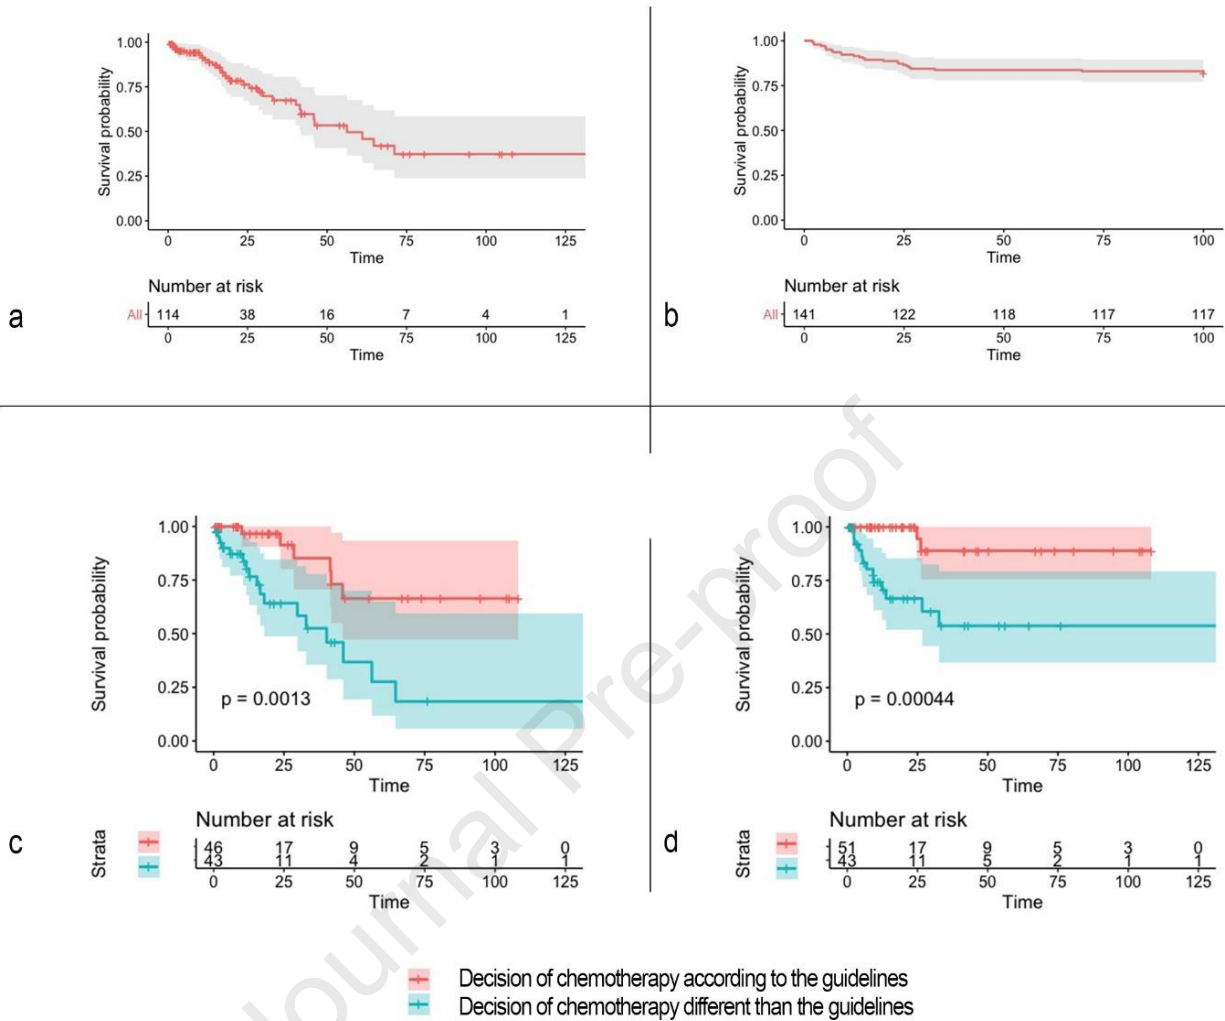 1.00
0.75
0.50
0.25
0.00
Survival probability
0 25 50 75 100 125
Time
Number at risk
All 114 38 16 7 4 1
0 25 50 75 100 125
Time
a
1.00
0.75
0.50
0.25
0.00
Survival probability
0 25 50 75 100
Time
Number at risk
All 141 122 118 117 117
0 25 50 75 100
Time
b
1.00
0.75
0.50
0.25
0.00
Survival probability
p = 0.0013
0 25 50 75 100 125
Time
Number at risk
Strata
46 17 9 5 3 0
43 11 4 2 1 1
0 25 50 75 100 125
Time
c
1.00
0.75
0.50
0.25
0.00
Survival probability
p = 0.00044
0 25 50 75 100 125
Time
Number at risk
Strata
51 17 9 5 3 0
43 11 5 2 1 1
0 25 50 75 100 125
Time
d
Decision of chemotherapy according to the guidelines
Decision of chemotherapy different than the guidelines
Journal Pre-proof